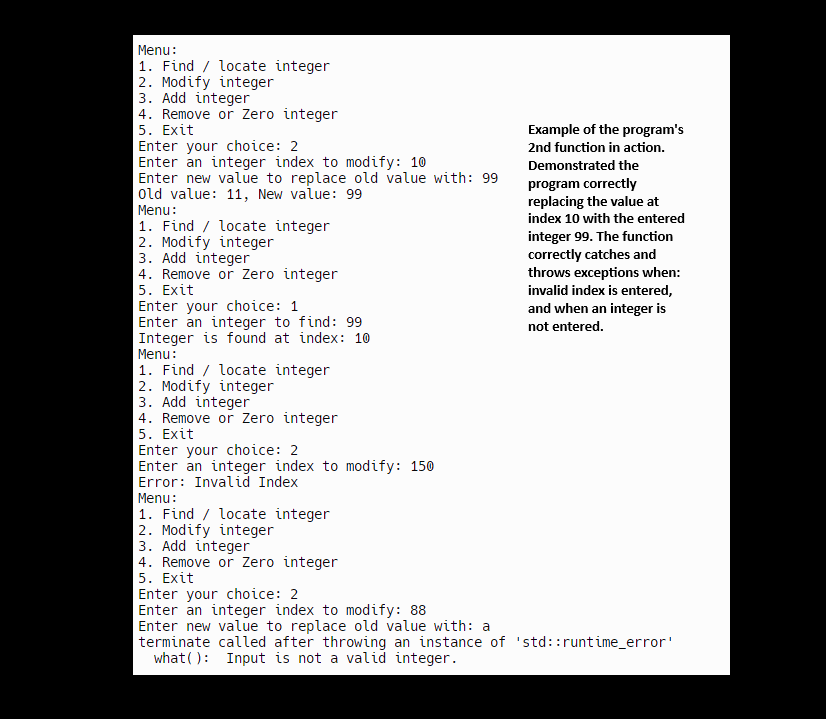 Menu:
1. Find / locate integer
2. Modify integer
3. Add integer
4. Remove or Zero integer
5. Exit
Enter your choice: 2
Enter an integer index to modify: 10
Enter new value to replace old value with: 99
Old value: 11, New value: 99
Menu:
1. Find / locate integer
2. Modify integer
3. Add integer
4. Remove or Zero integer
5. Exit
Enter your choice: 1
Enter an integer to find: 99
Integer is found at index: 10
Menu:
1. Find / locate integer
2. Modify integer
3. Add integer
4. Remove or Zero integer
5. Exit
Enter your choice: 2
Enter an integer index to modify: 150
Error: Invalid Index
Menu:
1. Find / locate integer
2. Modify integer
3. Add integer
4. Remove or Zero integer
5. Exit
Enter your choice: 2
Enter an integer index to modify: 88
Enter new value to replace old value with: a
terminate called after throwing an instance of 'std::runtime_error'
  what():  Input is not a valid integer.
Example of the program's
2nd function in action.
Demonstrated the
program correctly
replacing the value at
index 10 with the entered
integer 99. The function
correctly catches and
throws exceptions when:
invalid index is entered,
and when an integer is
not entered.